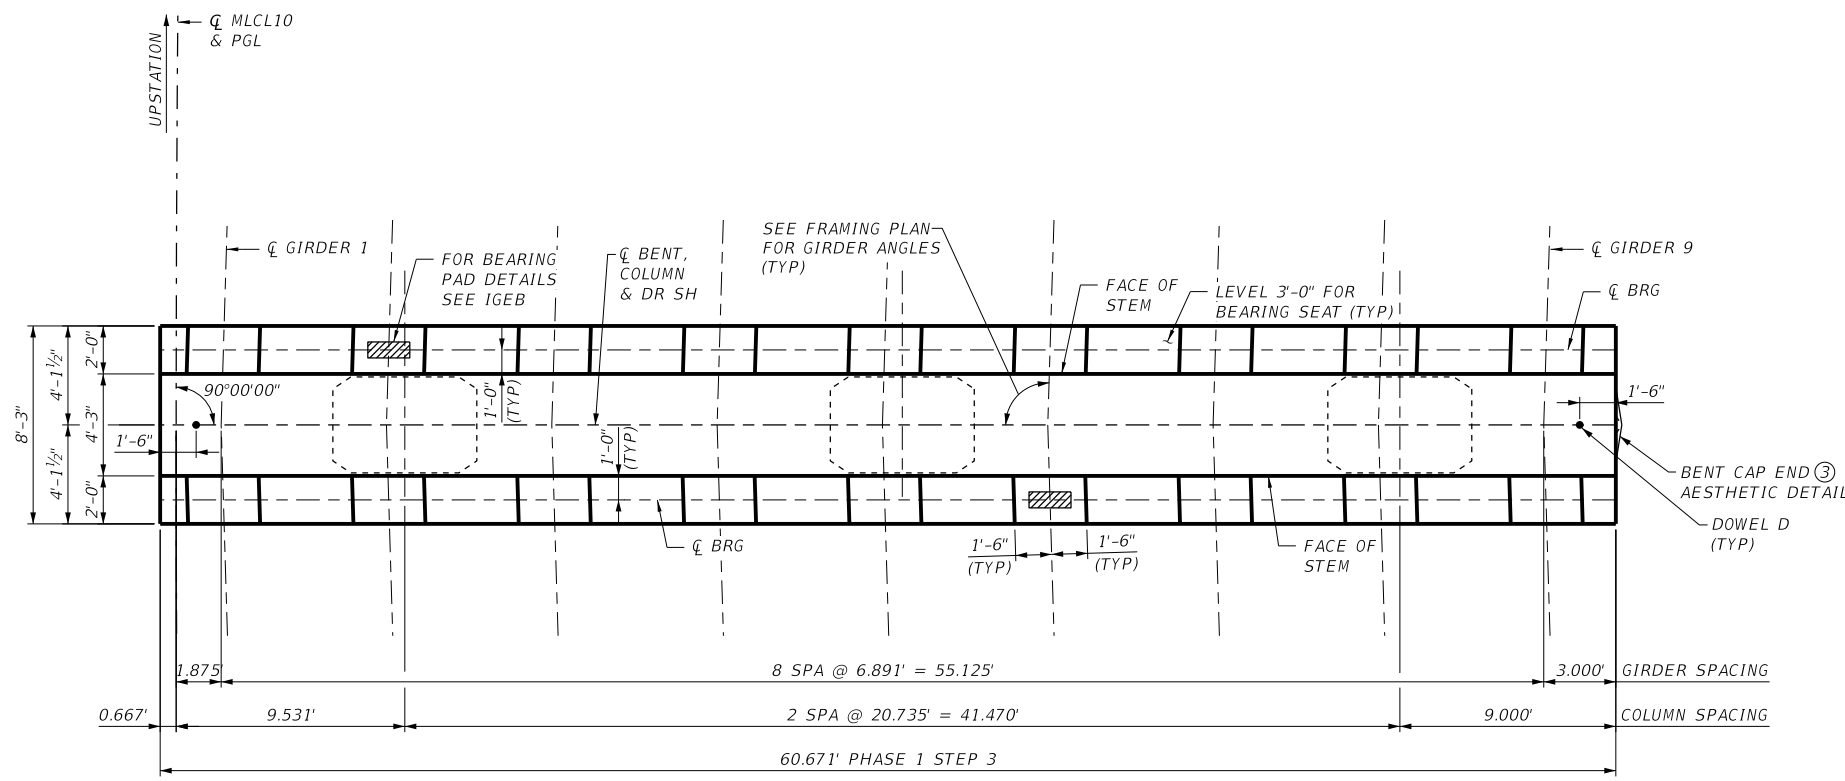 ℄ MLCL10
& PGL
UPSTATION
℄ GIRDER 1
FOR BEARING
PAD DETAILS
SEE IGEB
℄ BENT,
COLUMN
& DR SH
SEE FRAMING PLAN
FOR GIRDER ANGLES
(TYP)
FACE OF
STEM
LEVEL 3'-0" FOR
BEARING SEAT (TYP)
℄ GIRDER 9
℄ BRG
8'-3"
4'-1½"
4'-1½"
2'-0"
4'-3"
2'-0"
90°00'00"
1'-6"
1'-0"
(TYP)
1'-0"
(TYP)
1'-6"
BENT CAP END 3
AESTHETIC DETAIL
DOWEL D
(TYP)
℄ BRG
1'-6"
(TYP)
1'-6"
(TYP)
FACE OF
STEM
1.875'
8 SPA @ 6.891' = 55.125'
3.000'
GIRDER SPACING
0.667'
9.531'
2 SPA @ 20.735' = 41.470'
9.000'
COLUMN SPACING
60.671' PHASE 1 STEP 3